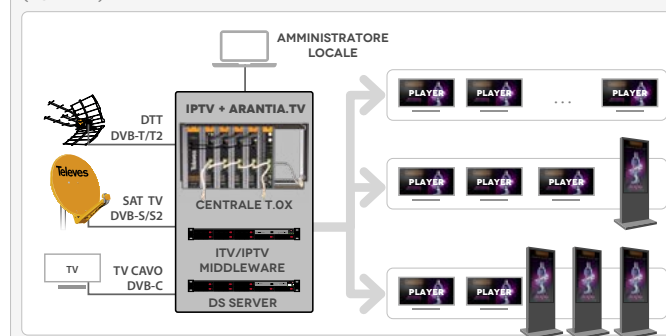 AMMINISTRATORE
LOCALE
IPTV + ARANTIA.TV
DTT
DVB-T/T2
Televes
SAT TV
DVB-S/S2
TV
TV CAVO
DVB-C
CENTRALE T.OX
ITV/IPTV
MIDDLEWARE
DS SERVER
PLAYER
PLAYER
...
PLAYER
PLAYER
PLAYER
PLAYER
PLAYER
PLAYER